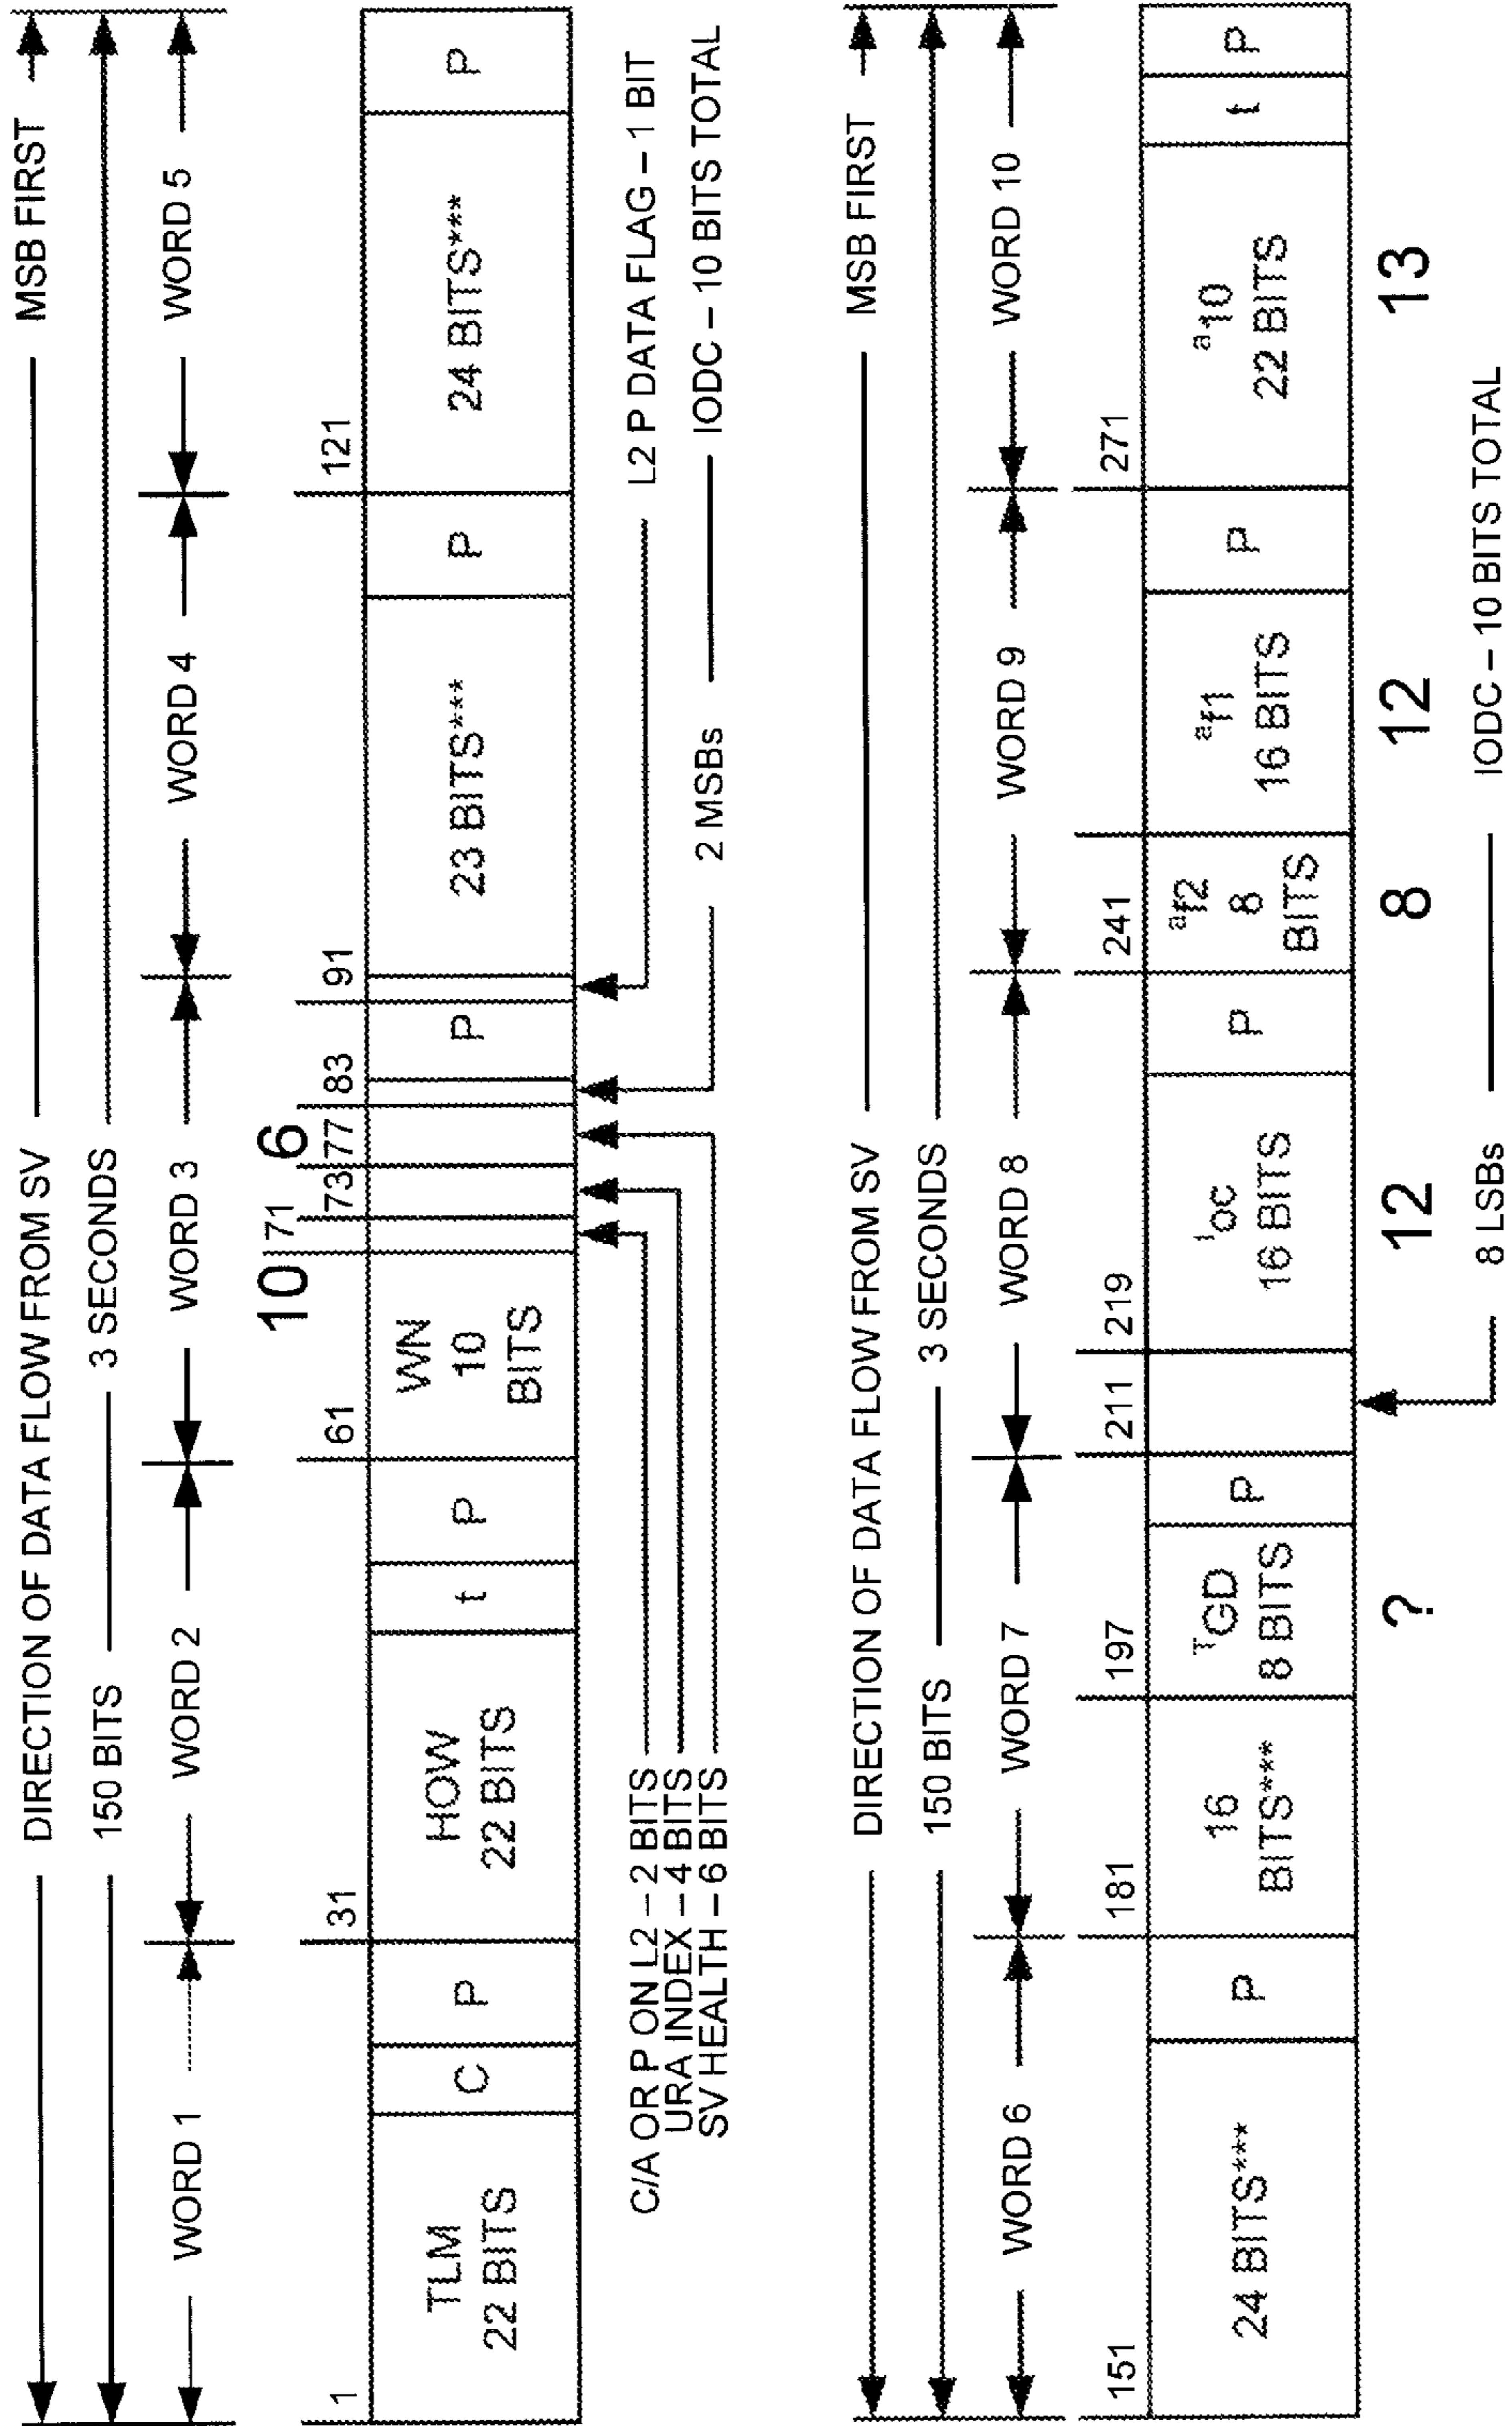 DIRECTION OF DATA FLOW FROM SV MSB FIRST
150 BITS 3 SECONDS
WORD 1 WORD 2 WORD 3 WORD 4 WORD 5
10 6
1 31 61 71 73 77 83 91 121
TLM
22 BITS
C
P
HOW
22 BITS
t
P
WN
10
BITS
P
23 BITS***
P
24 BITS***
P
C/A OR P ON L2 – 2 BITS
URA INDEX – 4 BITS
SV HEALTH – 6 BITS
L2 P DATA FLAG – 1 BIT
2 MSBs IODC – 10 BITS TOTAL
DIRECTION OF DATA FLOW FROM SV MSB FIRST
150 BITS 3 SECONDS
WORD 6 WORD 7 WORD 8 WORD 9 WORD 10
151 181 197 211 219 241 271
24 BITS***
P
16
BITS***
TGD
8 BITS
P
toc
16 BITS
P
af2
8
BITS
af1
16 BITS
P
a10
22 BITS
t
P
? 12 8 12 13
8 LSBs IODC – 10 BITS TOTAL